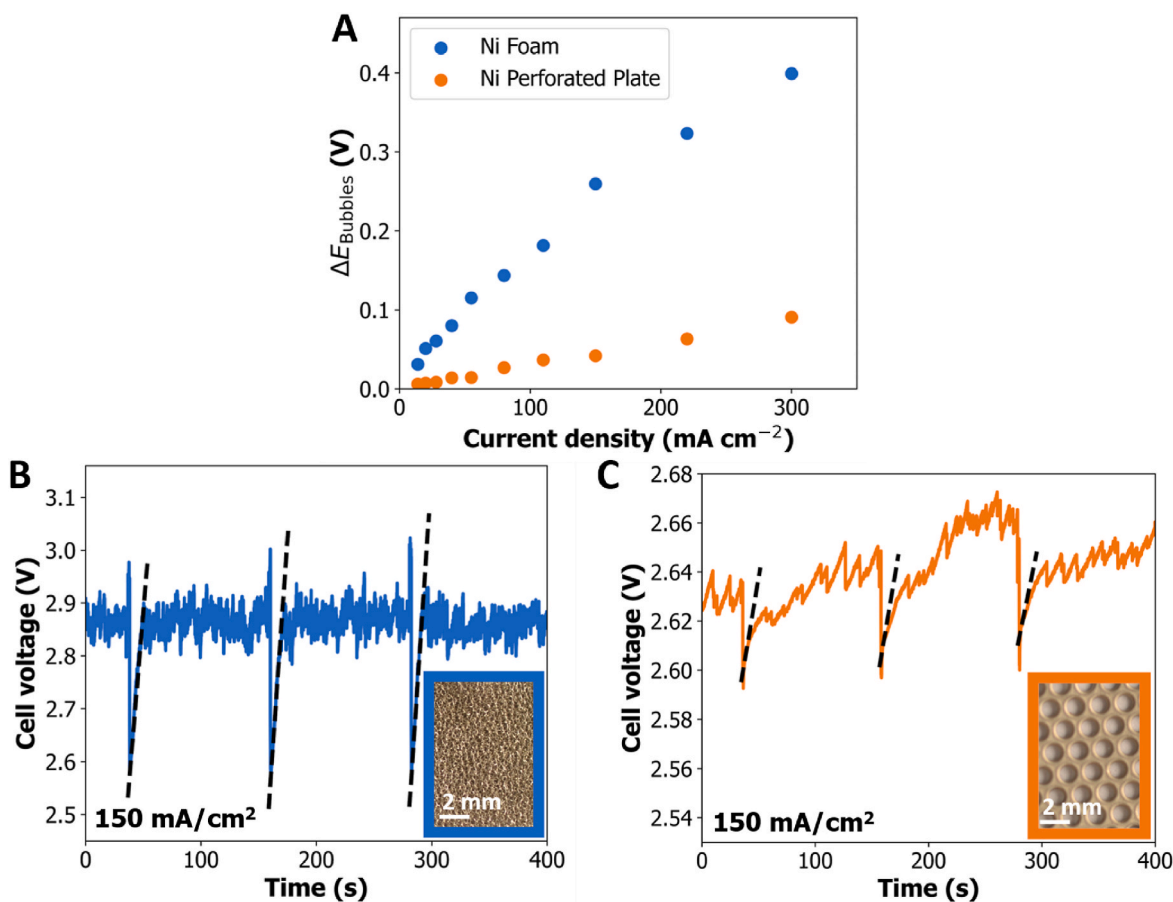 A
Ni Foam
Ni Perforated Plate
0.4
0.3
0.2
0.1
0.0
ΔE_Bubbles (V)
0 100 200 300
Current density (mA cm⁻²)
B
3.1
3.0
2.9
2.8
2.7
2.6
2.5
Cell voltage (V)
2 mm
150 mA/cm²
0 100 200 300 400
Time (s)
C
2.68
2.66
2.64
2.62
2.60
2.58
2.56
2.54
Cell voltage (V)
2 mm
150 mA/cm²
0 100 200 300 400
Time (s)